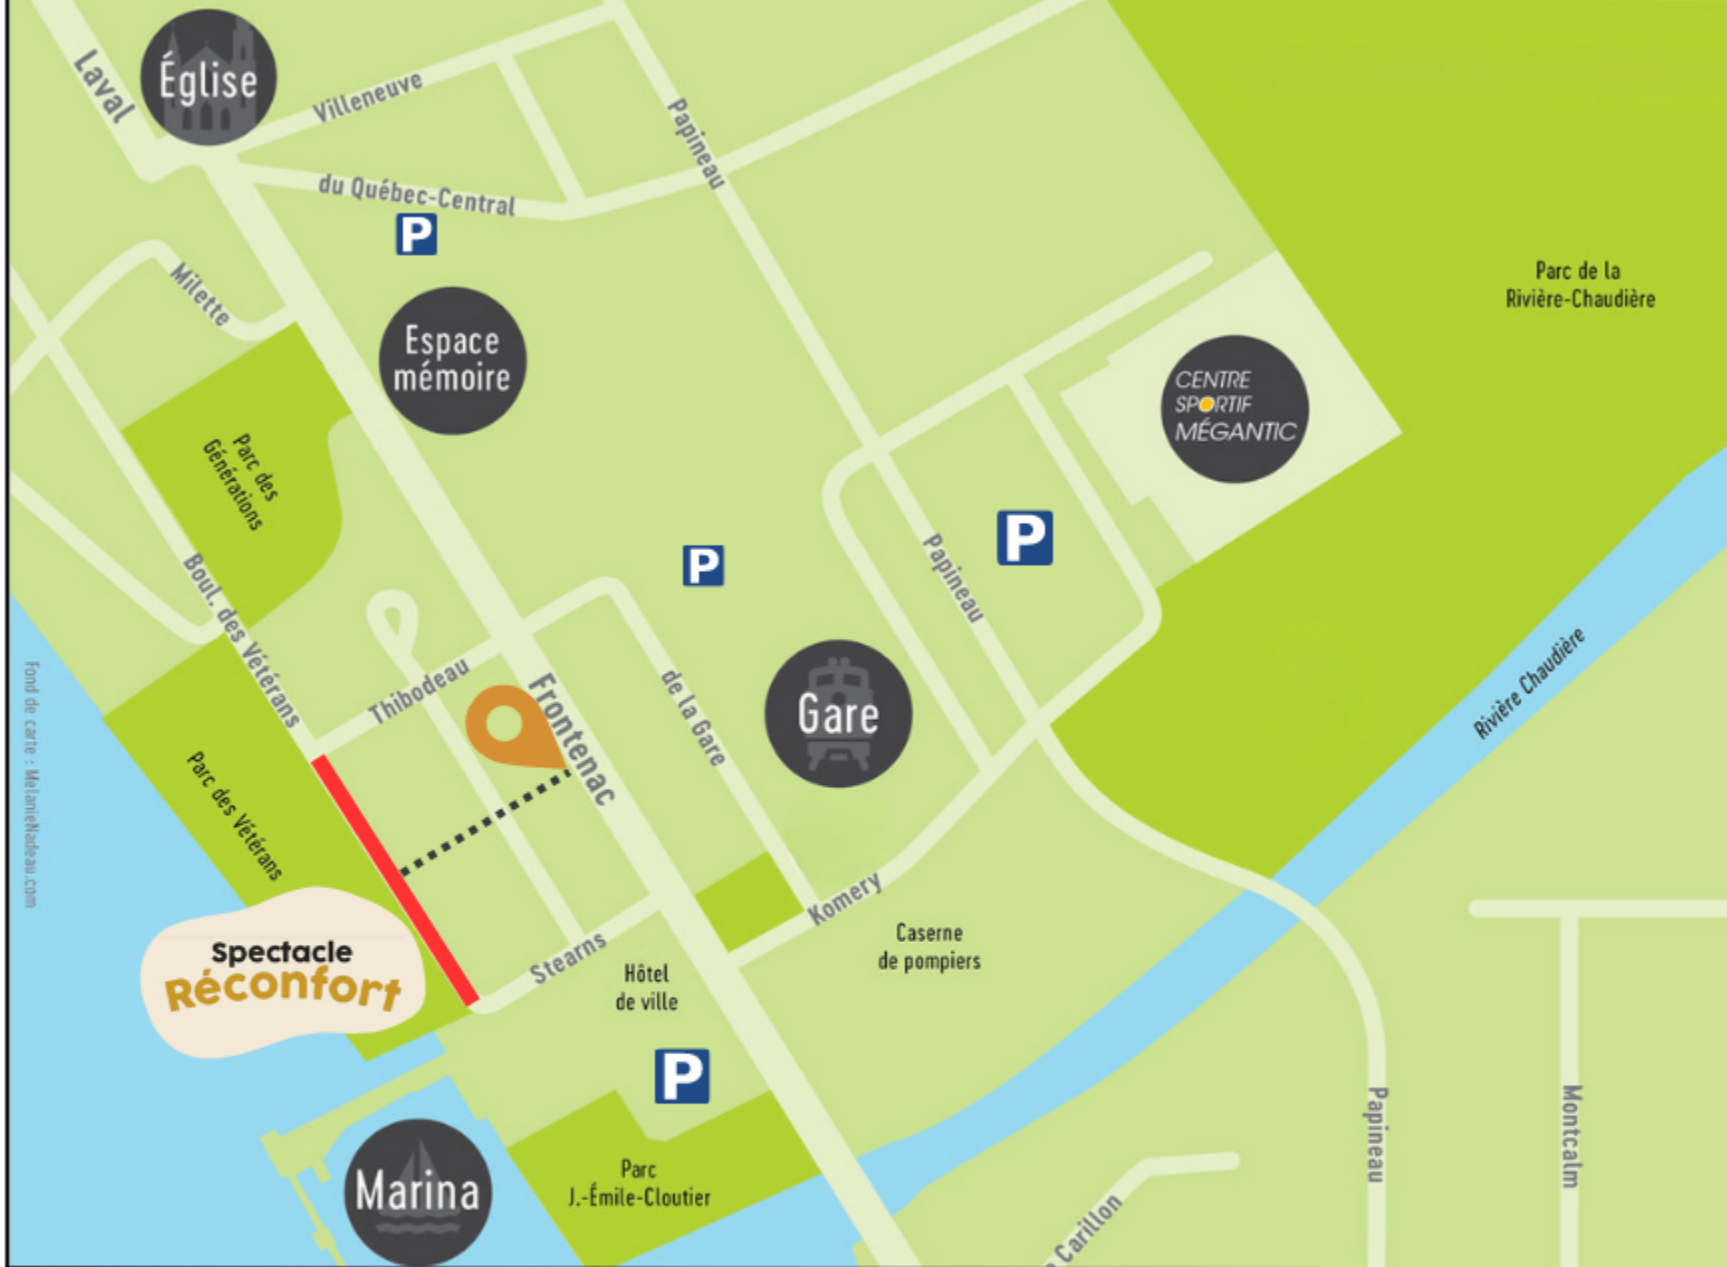 Laval
Église
Villeneuve
Papineau
du Québec-Central
P
Milette
Espace
mémoire
Parc de la
Rivière-Chaudière
CENTRE
SPORTIF
MÉGANTIC
Parc des
Générations
P
P
Papineau
Boul. des Vétérans
Thibodeau
Frontenac
de la Gare
Gare
Rivière Chaudière
Fond de carte : MelanieNadeau.com
Parc des Vétérans
Komery
Spectacle
Réconfort
Stearns
Hôtel
de ville
Caserne
de pompiers
P
Papineau
Montcalm
Marina
Parc
J.-Émile-Cloutier
Carillon